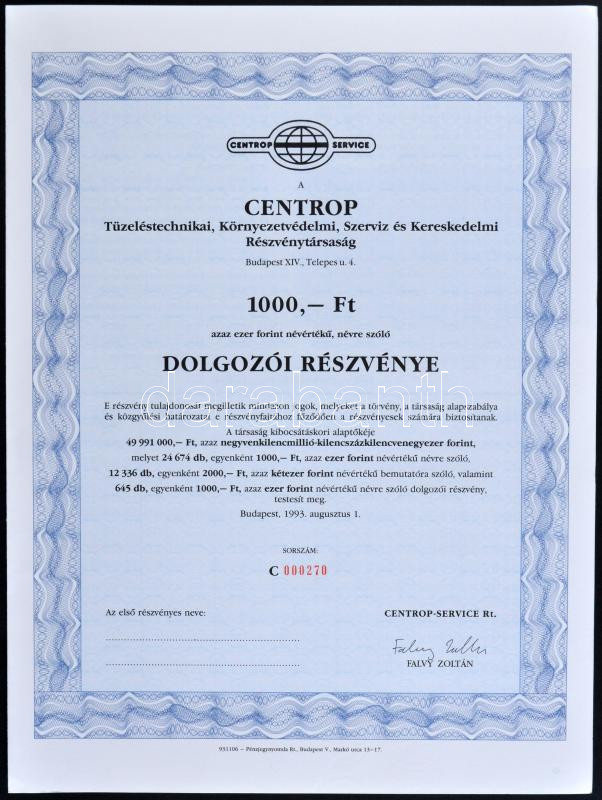 CENTROP SERVICE
A
CENTROP
Tüzeléstechnikai, Környezetvédelmi, Szerviz és Kereskedelmi
Részvénytársaság
Budapest XIV., Telepes u. 4.
1000,— Ft
azaz ezer forint névértékű, névre szóló
DOLGOZÓI RÉSZVÉNYE
darabanth
E részvény tulajdonosát megilletik mindazon jogok, melyeket a törvény, a társaság alapszabálya
és közgyűlési határozatai e részvényfajtához fűződően a részvényesek számára biztosítanak.
A társaság kibocsátáskori alaptőkéje
49 991 000,— Ft, azaz negyvenkilencmillió-kilencszázkilencvenegyezer forint,
melyet 24 674 db, egyenként 1000,— Ft, azaz ezer forint névértékű névre szóló,
12 336 db, egyenként 2000,— Ft, azaz kétezer forint névértékű bemutatóra szóló, valamint
645 db, egyenként 1000,— Ft, azaz ezer forint névértékű névre szóló dolgozói részvény,
testesít meg.
Budapest, 1993. augusztus 1.
SORSZÁM:
C 000270
Az első részvényes neve:
CENTROP-SERVICE Rt.
Falvy Zoltán
FALVY ZOLTÁN
931106 — Pénzjegynyomda Rt., Budapest V., Markó utca 13—17.